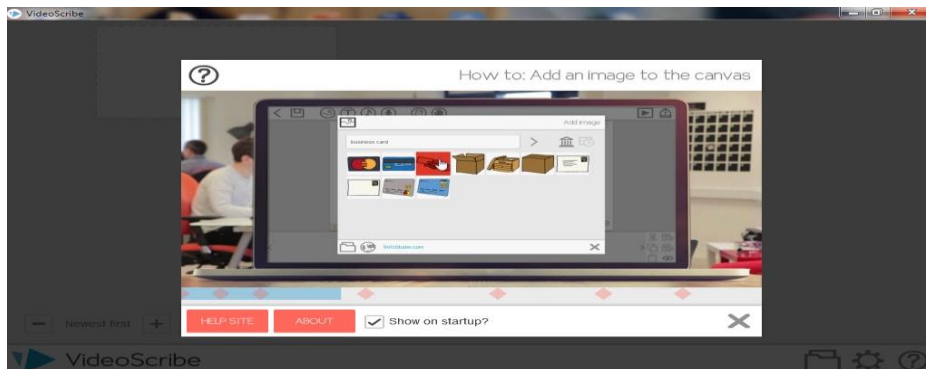 VideoScribe
How to: Add an image to the canvas
Add image
business card
HELP SITE
ABOUT
Show on startup?
Newest first
VideoScribe